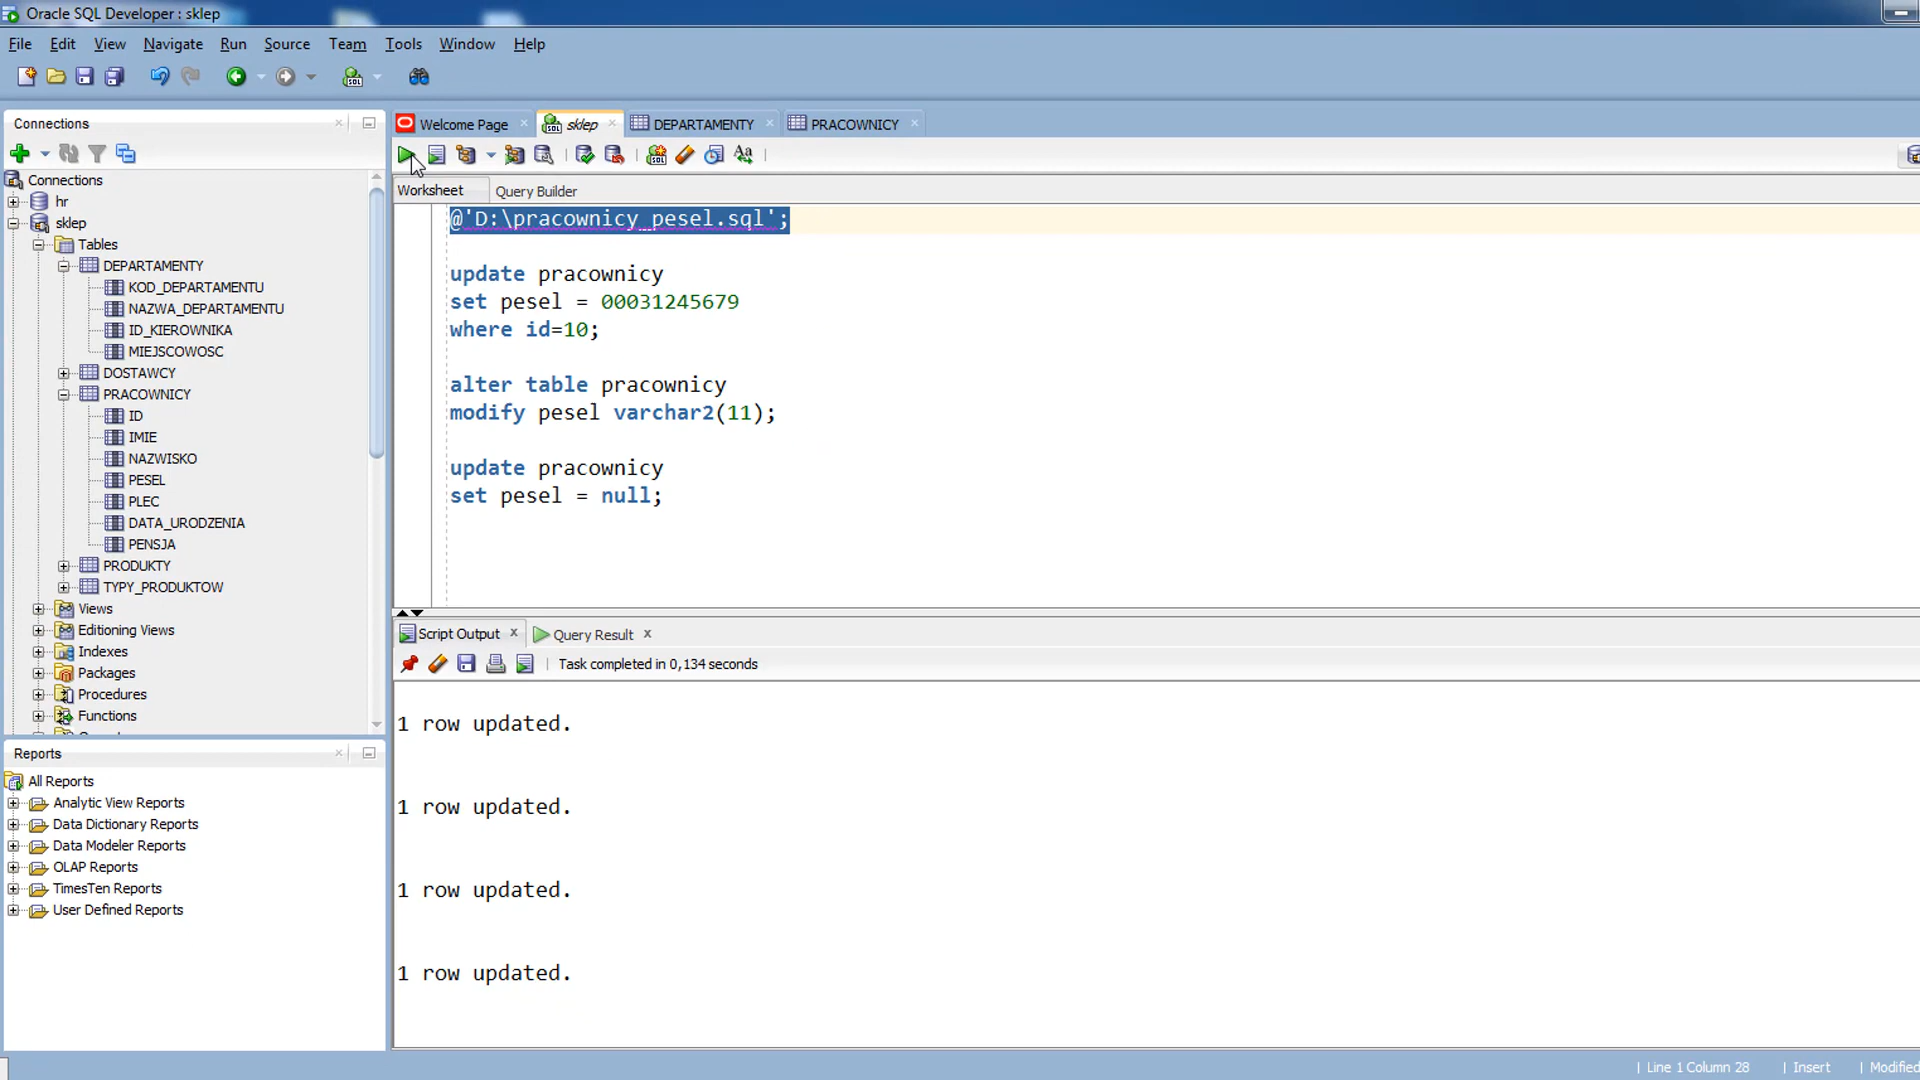 Oracle SQL Developer : sklep
File Edit View Navigate Run Source Team Tools Window Help
Connections
Welcome Page sklep DEPARTAMENTY PRACOWNICY
Worksheet Query Builder
Connections
hr
sklep
Tables
DEPARTAMENTY
KOD_DEPARTAMENTU
NAZWA_DEPARTAMENTU
ID_KIEROWNIKA
MIEJSCOWOSC
DOSTAWCY
PRACOWNICY
ID
IMIE
NAZWISKO
PESEL
PLEC
DATA_URODZENIA
PENSJA
PRODUKTY
TYPY_PRODUKTOW
Views
Editioning Views
Indexes
Packages
Procedures
Functions
@'D:\pracownicy_pesel.sql';
update pracownicy
set pesel = 00031245679
where id=10;
alter table pracownicy
modify pesel varchar2(11);
update pracownicy
set pesel = null;
Script Output Query Result
Task completed in 0,134 seconds
1 row updated.
1 row updated.
1 row updated.
1 row updated.
Reports
All Reports
Analytic View Reports
Data Dictionary Reports
Data Modeler Reports
OLAP Reports
TimesTen Reports
User Defined Reports
Line 1 Column 28 Insert Modified